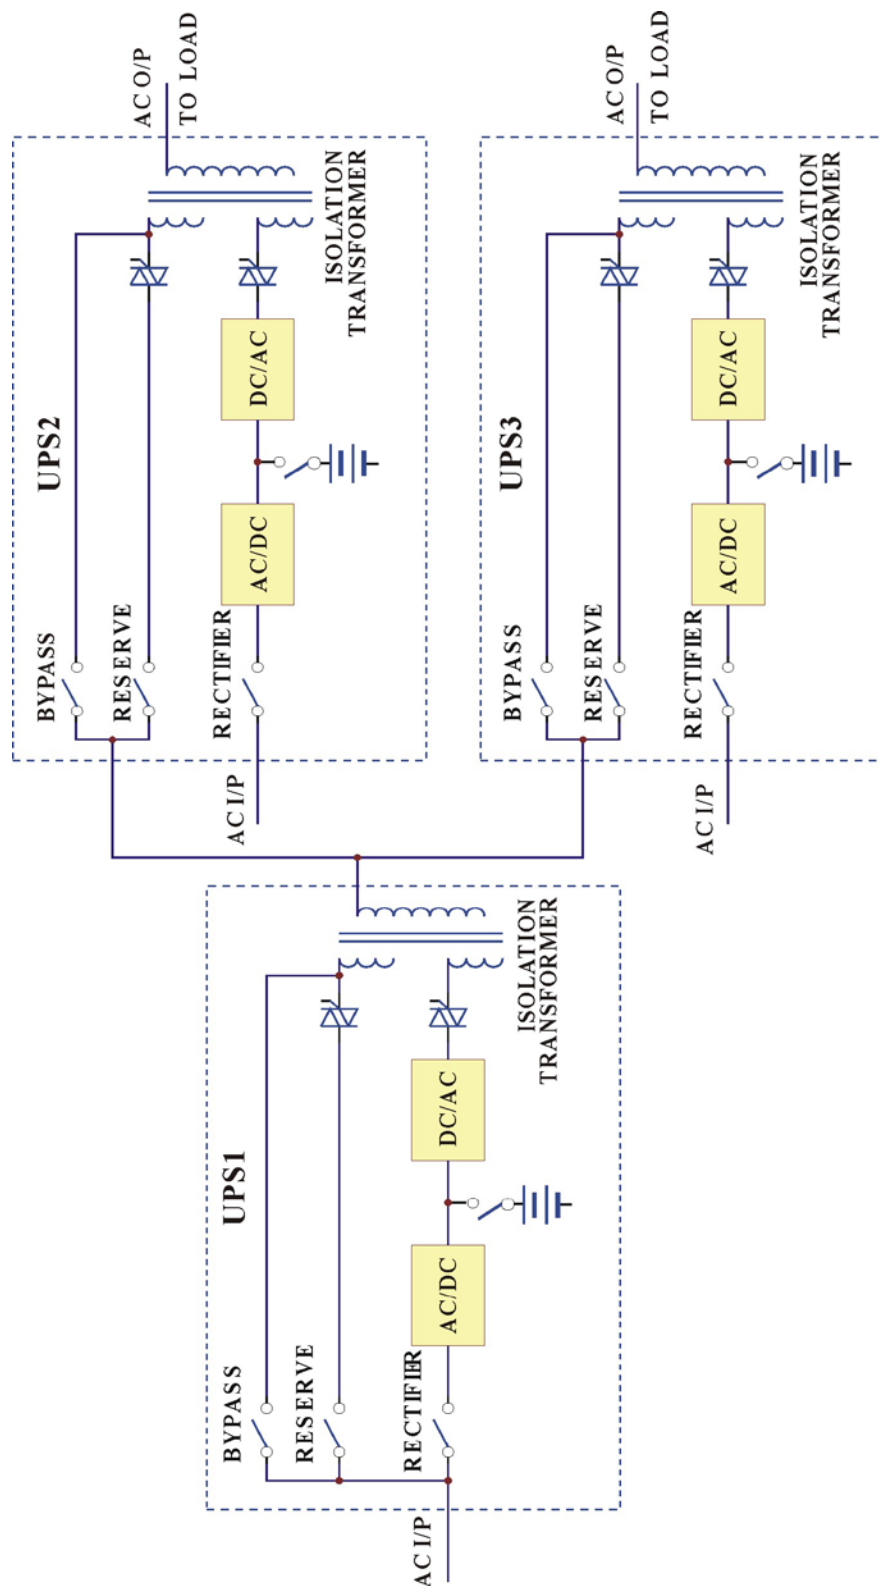 UPS1
BYPASS
RESERVE
RECTIFIER
AC I/P
AC/DC
DC/AC
ISOLATION
TRANSFORMER
UPS2
BYPASS
RESERVE
RECTIFIER
AC I/P
AC/DC
DC/AC
ISOLATION
TRANSFORMER
AC O/P
TO LOAD
UPS3
BYPASS
RESERVE
RECTIFIER
AC I/P
AC/DC
DC/AC
ISOLATION
TRANSFORMER
AC O/P
TO LOAD